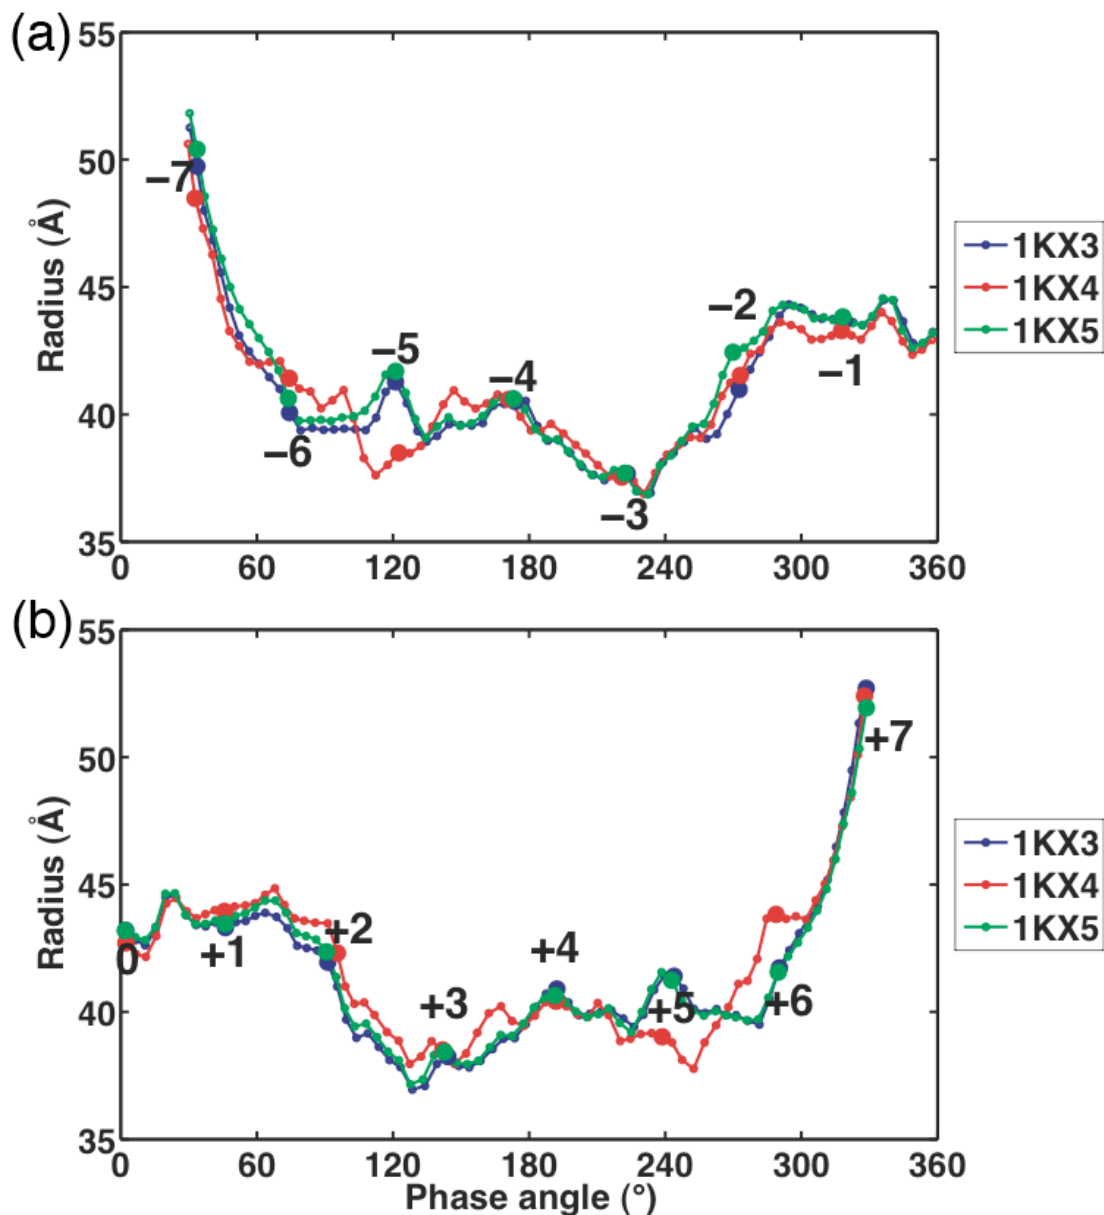 (a)
55
50
45
40
35
Radius (Å)
−7
−6
−5
−4
−3
−2
−1
0 60 120 180 240 300 360
1KX3
1KX4
1KX5
(b)
55
50
45
40
35
Radius (Å)
0
+1
+2
+3
+4
+5
+6
+7
0 60 120 180 240 300 360
Phase angle (°)
1KX3
1KX4
1KX5